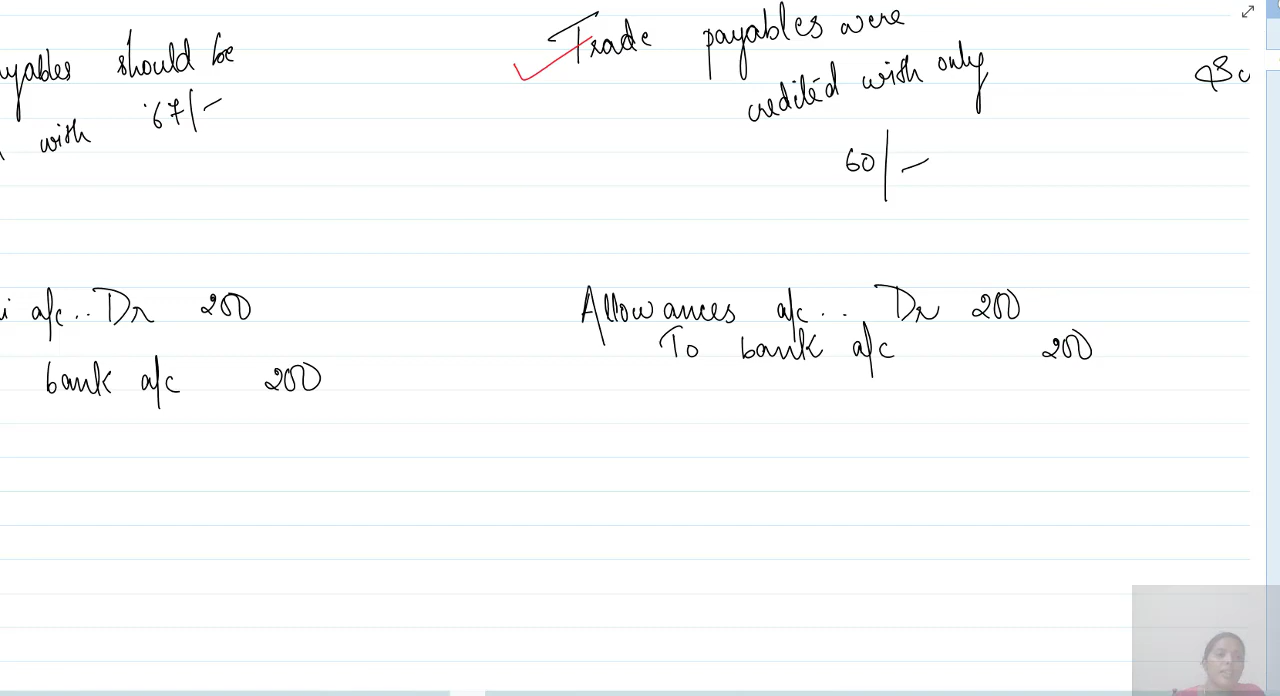 Trade payables were
ayables should be
credited with only
with 67/-
60/-
a/c.. Dr 200
Allowances a/c... Dr 200
To bank a/c 200
bank a/c 200